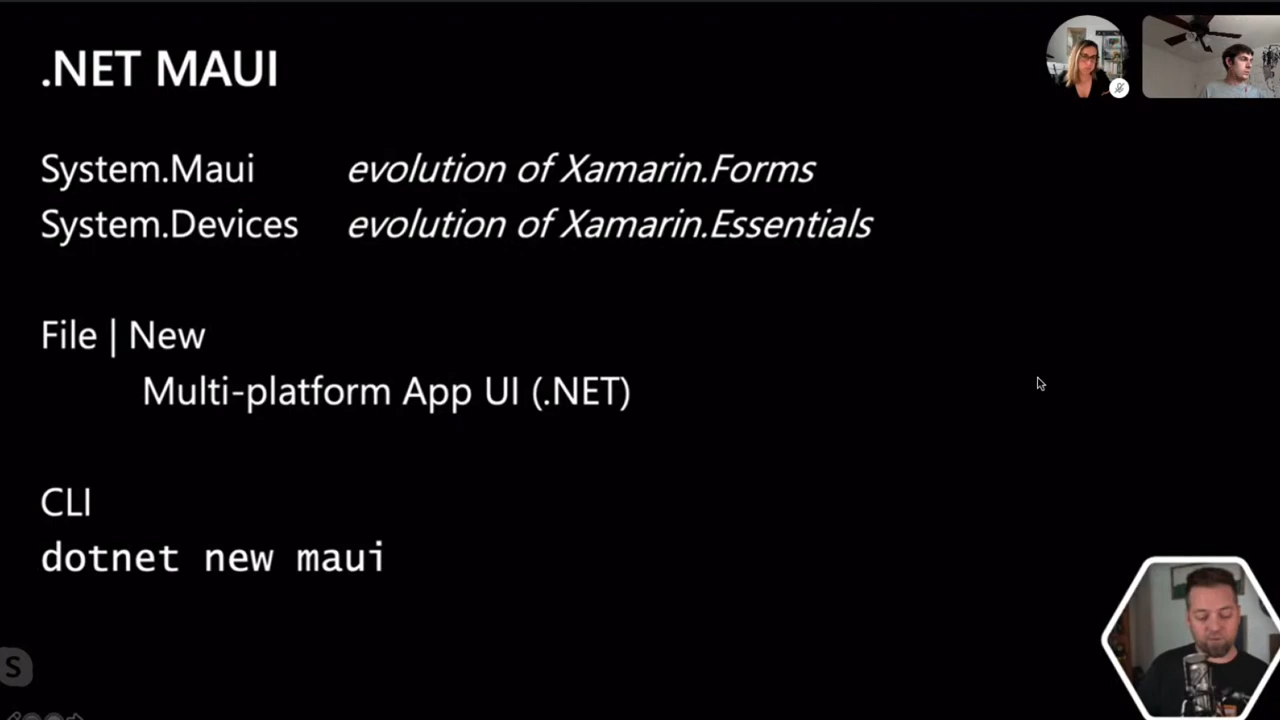 .NET MAUI
System.Maui evolution of Xamarin.Forms
System.Devices evolution of Xamarin.Essentials
File | New
Multi-platform App UI (.NET)
CLI
dotnet new maui
S